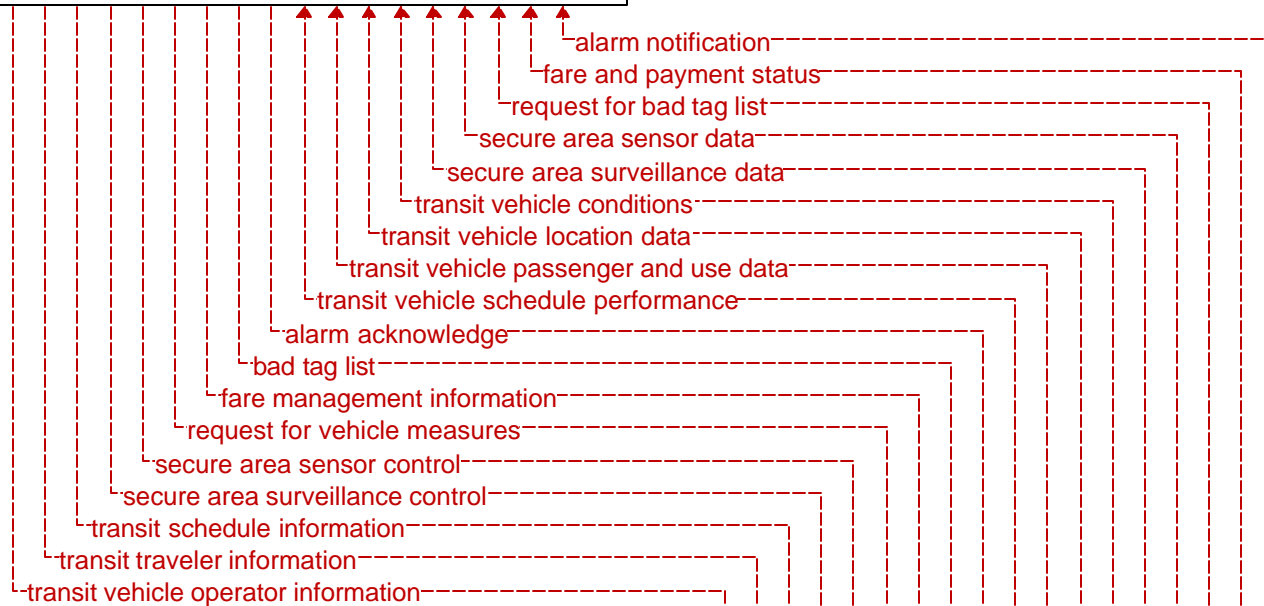 alarm notification
fare and payment status
request for bad tag list
secure area sensor data
secure area surveillance data
transit vehicle conditions
transit vehicle location data
transit vehicle passenger and use data
transit vehicle schedule performance
alarm acknowledge
bad tag list
fare management information
request for vehicle measures
secure area sensor control
secure area surveillance control
transit schedule information
transit traveler information
transit vehicle operator information